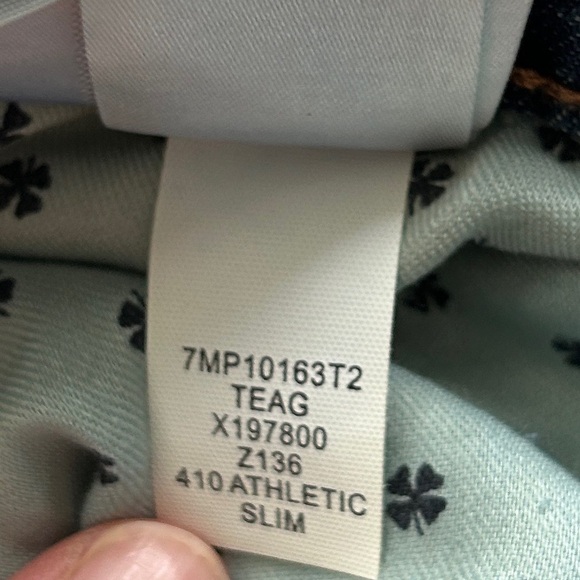 7MP10163T2
TEAG
X197800
Z136
410 ATHLETIC
SLIM